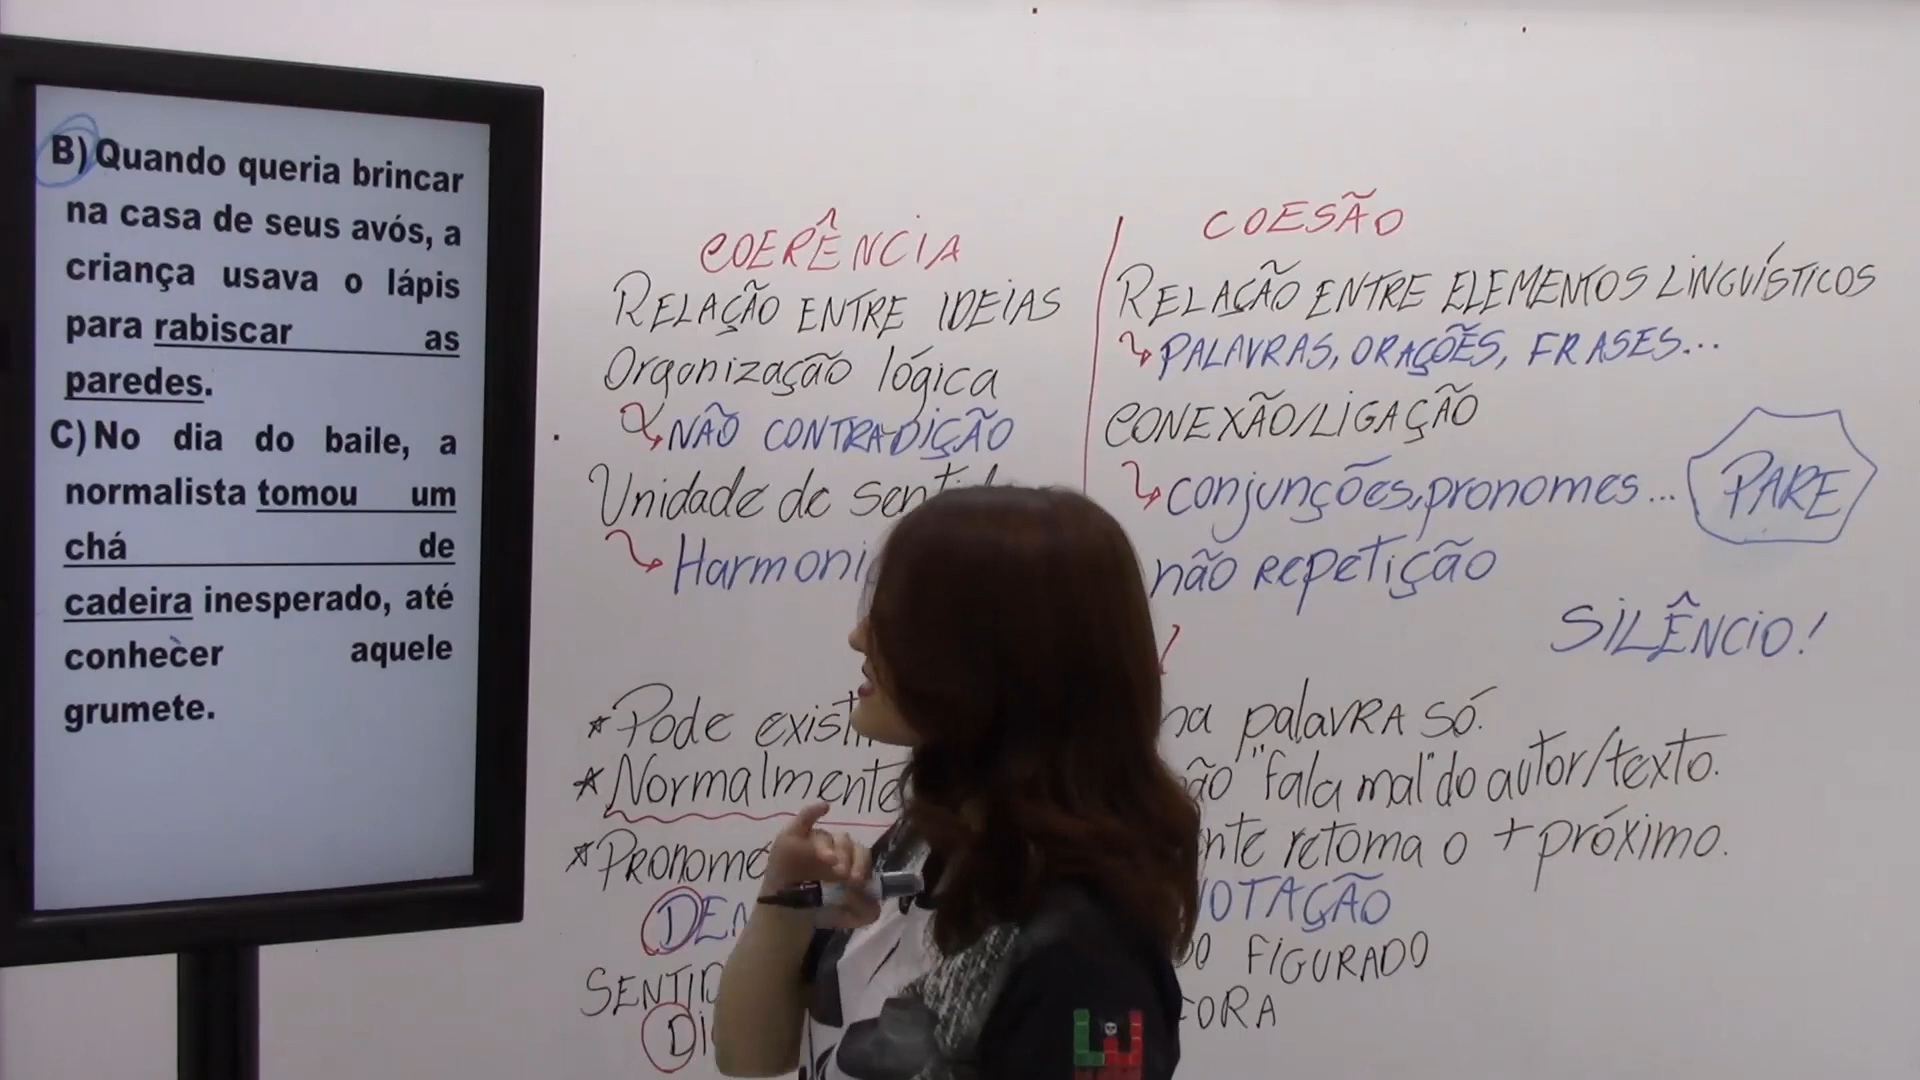 B) Quando queria brincar
na casa de seus avós, a
criança usava o lápis
para rabiscar as
paredes.
C) No dia do baile, a
normalista tomou um
chá de
cadeira inesperado, até
conhecer aquele
grumete.
COERÊNCIA
RELAÇÃO ENTRE IDEIAS
Organização lógica
NÃO CONTRADIÇÃO
Unidade de
Harmoni
COESÃO
RELAÇÃO ENTRE ELEMENTOS LINGUÍSTICOS
PALAVRAS, ORAÇÕES, FRASES...
CONEXÃO/LIGAÇÃO
conjunções, pronomes...
não REPETIÇÃO
PARE
SILÊNCIO!
* Pode palavra só.
* Normalmente "fala mal" do autor/texto.
* PRONOME retoma o + próximo.
DEN NOTAÇÃO
SENTID FIGURADO
DI